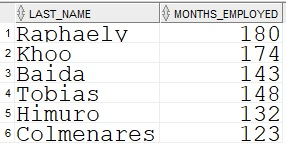 LAST_NAME MONTHS_EMPLOYED
1 Raphaely 180
2 Khoo 174
3 Baida 143
4 Tobias 148
5 Himuro 132
6 Colmenares 123